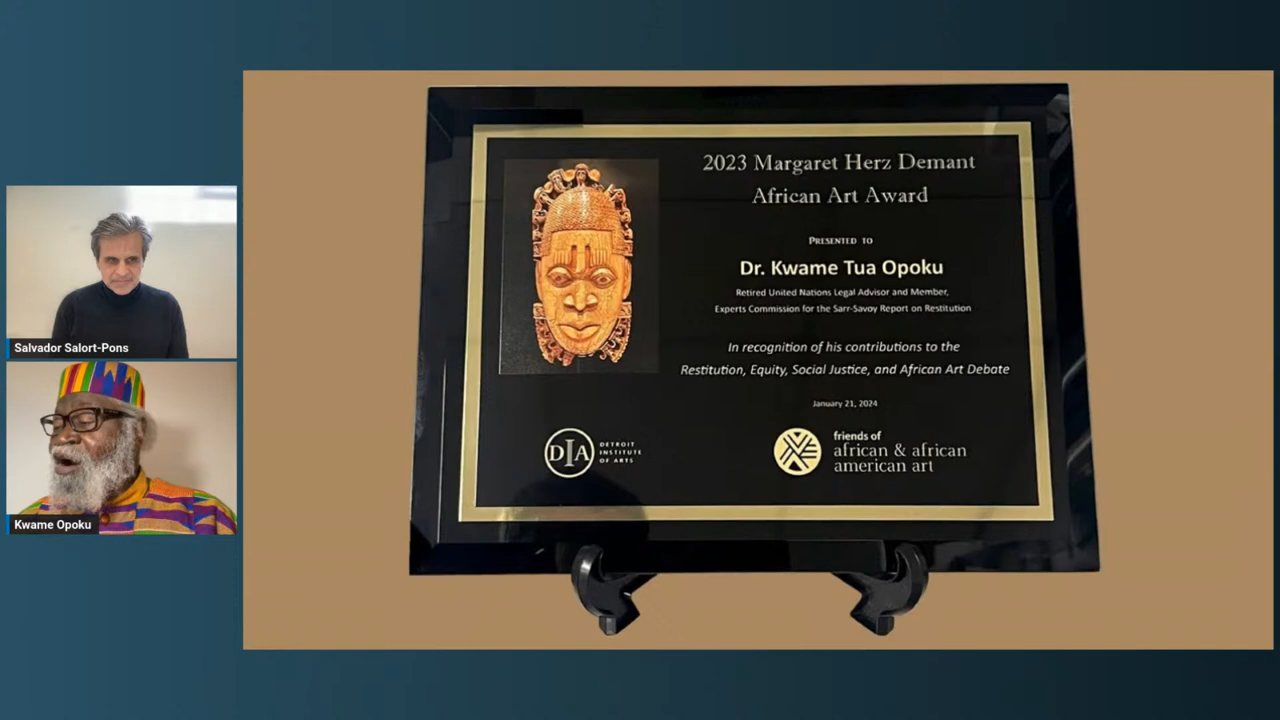 Salvador Salort-Pons
Kwame Opoku
2023 Margaret Herz Demant
African Art Award
PRESENTED TO
Dr. Kwame Tua Opoku
Retired United Nations Legal Advisor and Member,
Experts Commission for the Sarr-Savoy Report on Restitution
In recognition of his contributions to the
Restitution, Equity, Social Justice, and African Art Debate
January 21, 2024
DIA
DETROIT
INSTITUTE
OF ARTS
friends of
african & african
american art